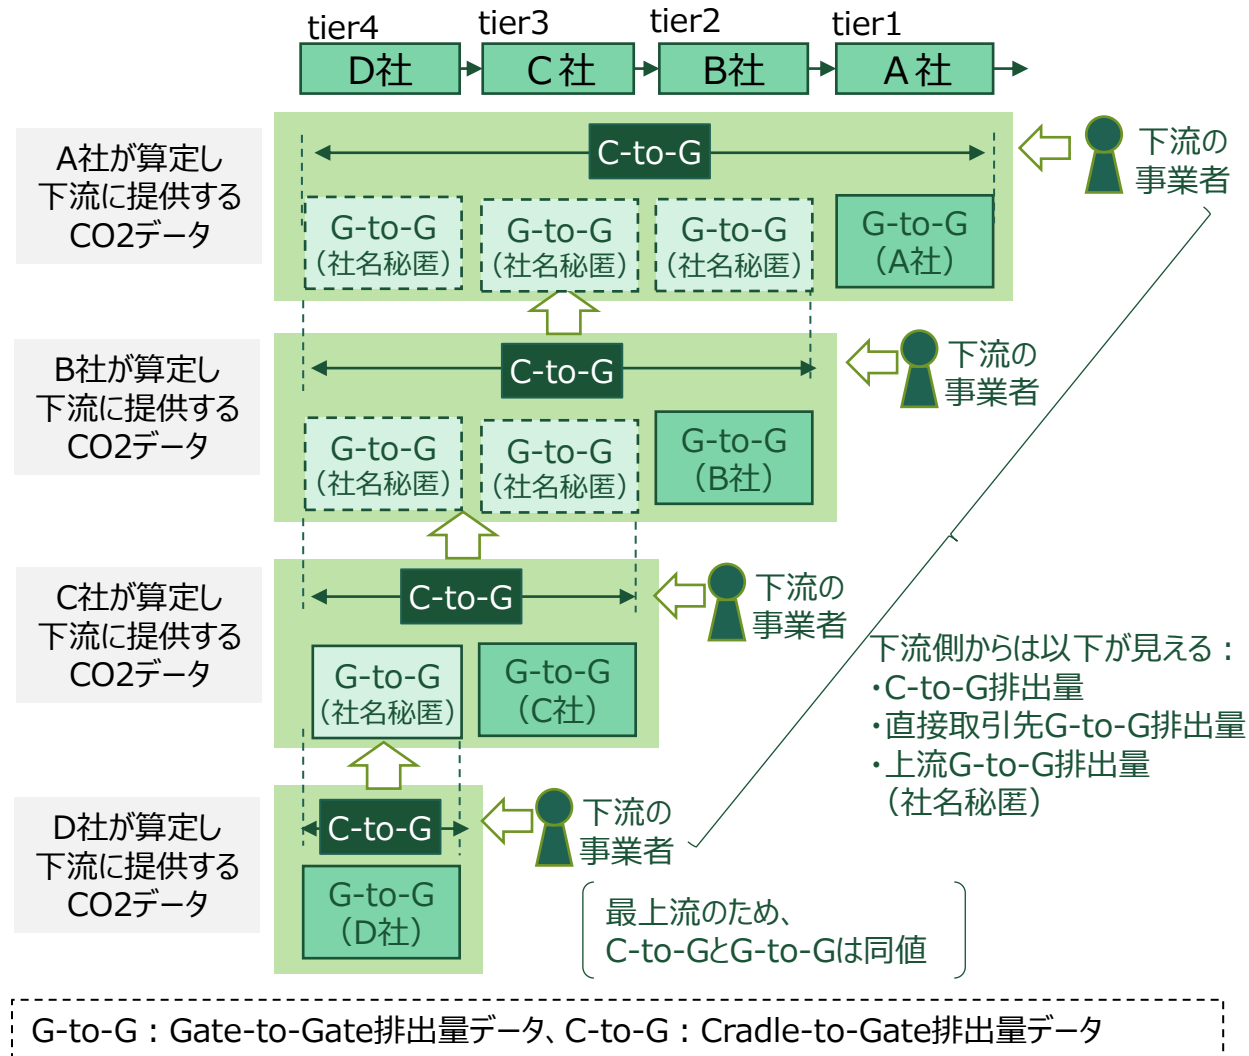 tier4
tier3
tier2
tier1
D社
C社
B社
A社
A社が算定し
下流に提供する
CO2データ
C-to-G
下流の
事業者
G-to-G
（社名秘匿）
G-to-G
（社名秘匿）
G-to-G
（社名秘匿）
G-to-G
（A社）
B社が算定し
下流に提供する
CO2データ
C-to-G
下流の
事業者
G-to-G
（社名秘匿）
G-to-G
（社名秘匿）
G-to-G
（B社）
C社が算定し
下流に提供する
CO2データ
C-to-G
下流の
事業者
G-to-G
（社名秘匿）
G-to-G
（C社）
下流側からは以下が見える：
・C-to-G排出量
・直接取引先G-to-G排出量
・上流G-to-G排出量
（社名秘匿）
D社が算定し
下流に提供する
CO2データ
C-to-G
下流の
事業者
G-to-G
（D社）
最上流のため、
C-to-GとG-to-Gは同値
G-to-G：Gate-to-Gate排出量データ、C-to-G：Cradle-to-Gate排出量データ